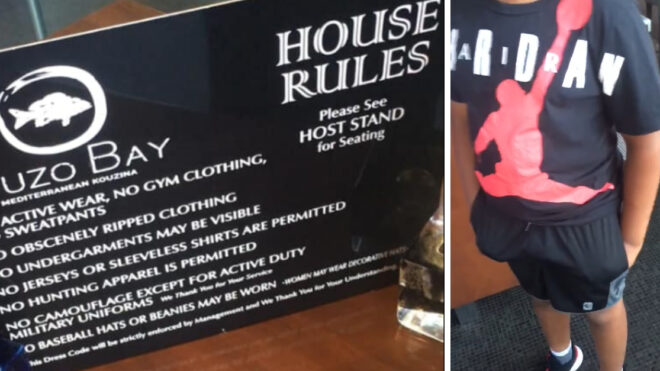 HOUSE
RULES
Please See
HOST STAND
for Seating
UZO BAY
MEDITERRANEAN KOUZINA
ACTIVE WEAR, NO GYM CLOTHING,
SWEATPANTS
O OBSCENELY RIPPED CLOTHING
O UNDERGARMENTS MAY BE VISIBLE
NO JERSEYS OR SLEEVELESS SHIRTS ARE PERMITTED
NO HUNTING APPAREL IS PERMITTED
NO CAMOUFLAGE EXCEPT FOR ACTIVE DUTY
MILITARY UNIFORMS We Thank You for Your Service
O BASEBALL HATS OR BEANIES MAY BE WORN -WOMEN MAY WEAR DECORATIVE HATS-
his Dress Code will be strictly enforced by Management and We Thank You for Your Understanding